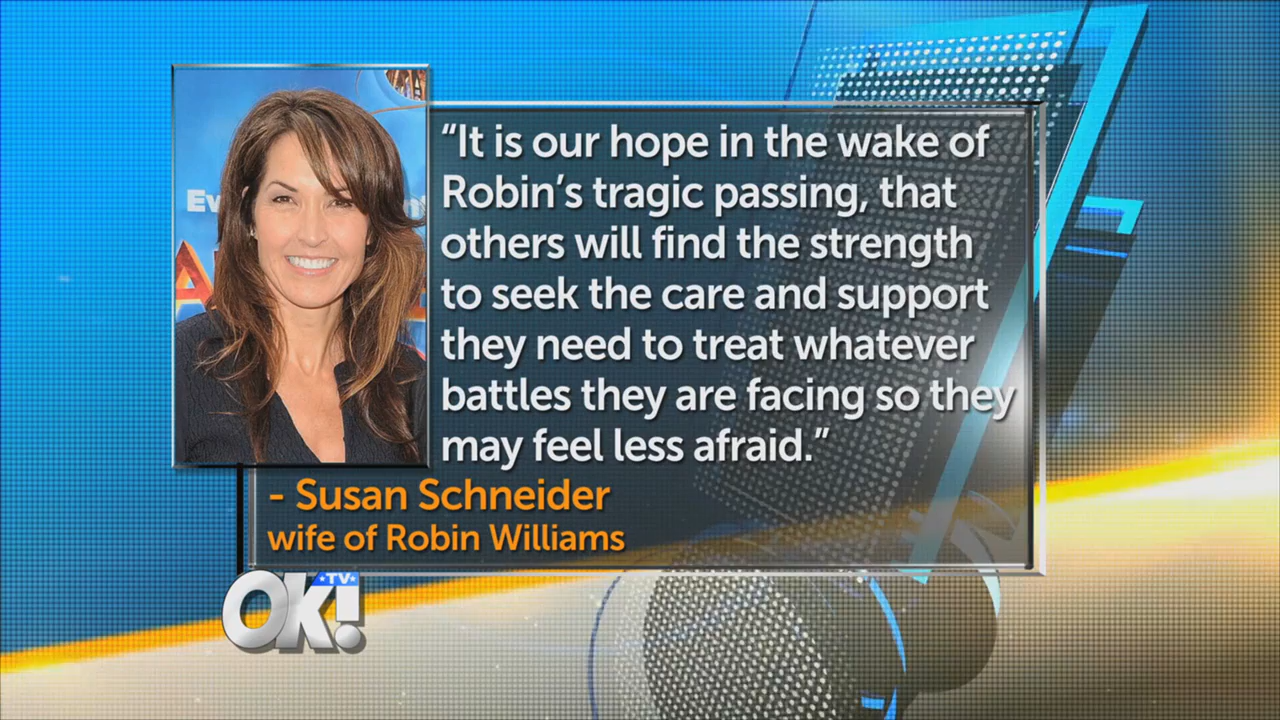 “It is our hope in the wake of
Robin’s tragic passing, that
others will find the strength
to seek the care and support
they need to treat whatever
battles they are facing so they
may feel less afraid.”
- Susan Schneider
wife of Robin Williams
OK!
TV